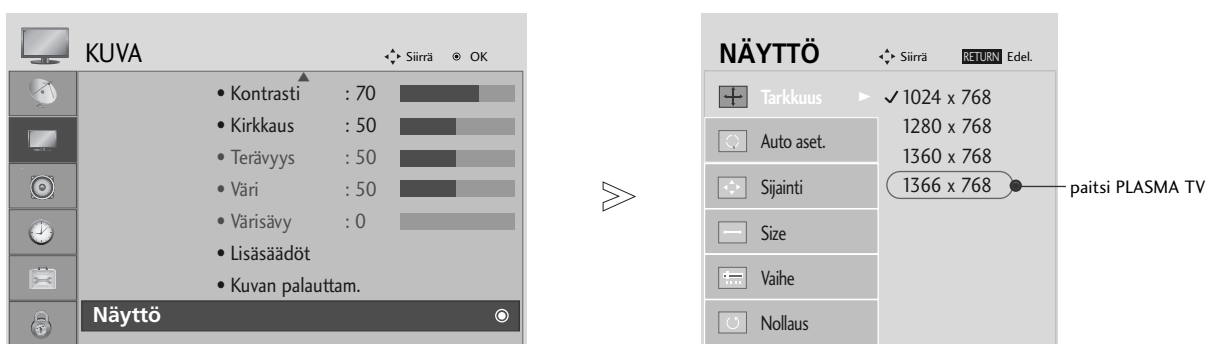 KUVA
Siirrä OK
• Kontrasti : 70
• Kirkkaus : 50
• Terävyys : 50
• Väri : 50
• Värisävy : 0
• Lisäsäädöt
• Kuvan palauttam.
Näyttö
NÄYTTÖ
Siirrä RETURN Edel.
Tarkkuus
Auto aset.
Sijainti
Size
Vaihe
Nollaus
✓ 1024 x 768
1280 x 768
1360 x 768
1366 x 768
paitsi PLASMA TV